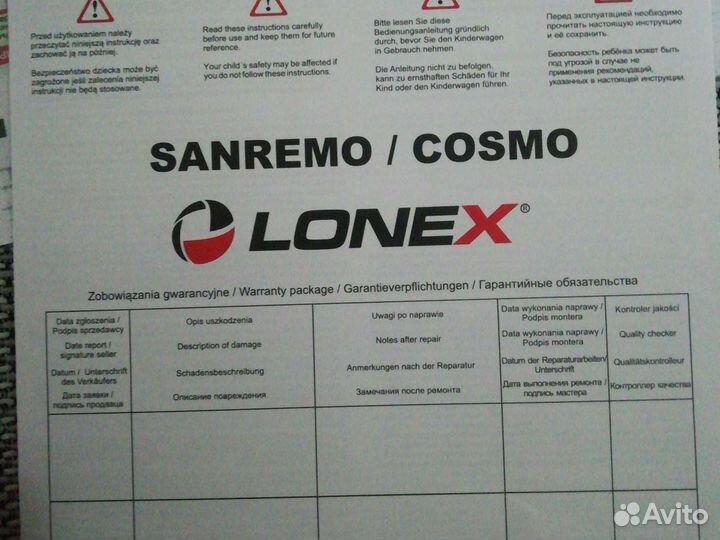 Przed użytkowaniem należy
przeczytać niniejszą instrukcję oraz
zachować ją na później.
Bezpieczeństwo dziecka może być
zagrożone jeśli zalecenia niniejszej
instrukcji nie będą stosowane.
Read these instructions carefully
before use and keep them for future
reference.
Your child`s safety may be affected if
you do not follow these instructions.
Bitte lesen Sie diese
Bedienungsanleitung gründlich
durch, bevor Sie den Kinderwagen
in Gebrauch nehmen.
Die Anleitung nicht zu befolgen,
kann zu ernsthaften Schäden für Ihr
Kind oder den Kinderwagen führen.
Перед эксплуатацией необходимо
прочитать настоящую инструкцию
и её сохранить.
Безопасность ребёнка может быть
под угрозой в случае не
применения рекомендаций,
указанных в настоящей инструкции.
SANREMO / COSMO
LONEX®
Zobowiązania gwarancyjne / Warranty package / Garantieverpflichtungen / Гарантийные обязательства
Data zgłoszenia /
Podpis sprzedawcy
Date report /
signature seller
Datum / Unterschrift
des Verkäufers
Дата заявки /
подпись продавца
Opis uszkodzenia
Description of damage
Schadensbeschreibung
Описание повреждения
Uwagi po naprawie
Notes after repair
Anmerkungen nach der Reparatur
Замечания после ремонта
Data wykonania naprawy /
Podpis montera
Data wykonania naprawy /
Podpis montera
Datum der Reparaturarbeiten/
Unterschrift
Дата выполнения ремонта /
подпись мастера
Kontroler jakości
Quality checker
Qualitätskontrolleur
Контроллер качества
Avito